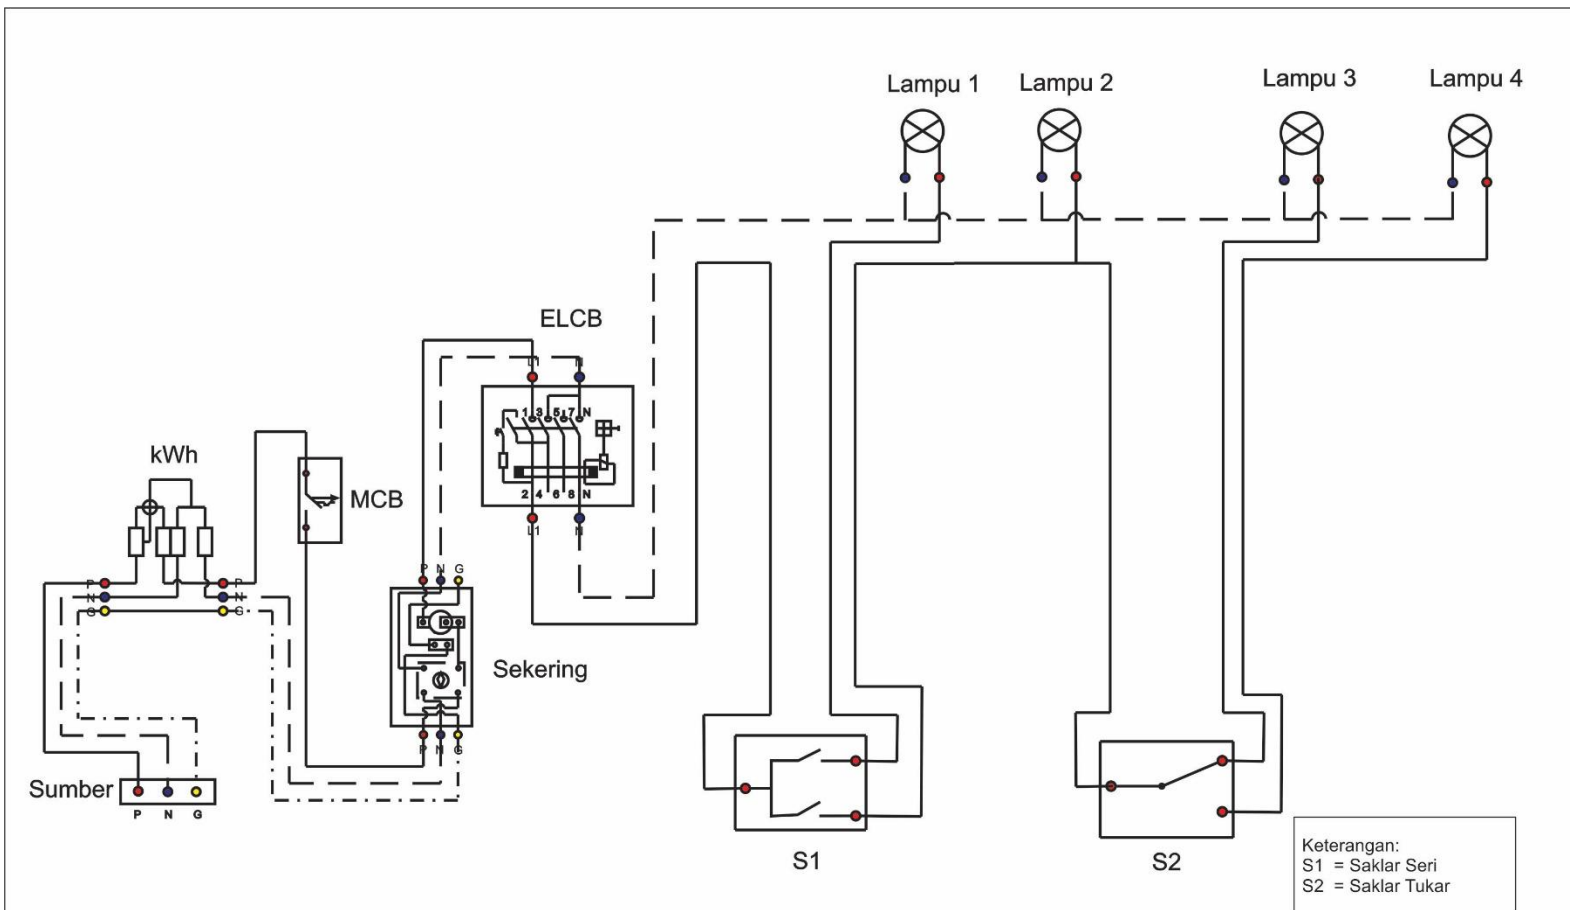 Lampu 1
Lampu 2
Lampu 3
Lampu 4
ELCB
L1 N
1 3 5 7 N
2 4 6 8 N
L1 N
kWh
MCB
P P
N N
G G
P N G
Sekering
P N G
Sumber
P N G
S1
S2
Keterangan:
S1 = Saklar Seri
S2 = Saklar Tukar